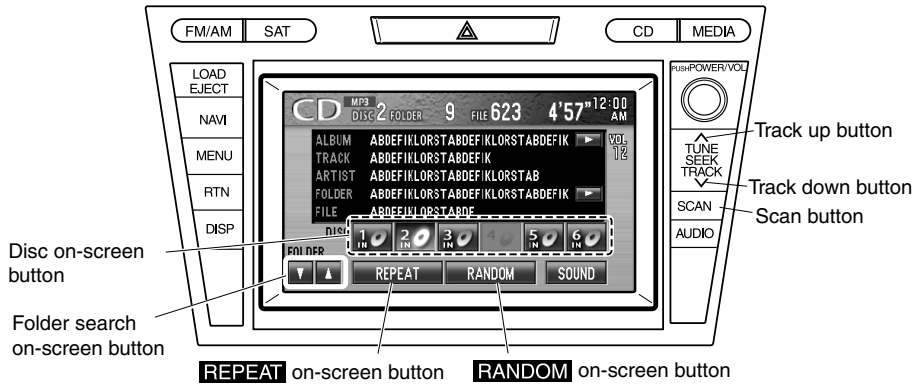 FM/AM SAT CD MEDIA
LOAD
EJECT
NAVI
MENU
RTN
DISP
PUSH POWER/VOL
TUNE
SEEK
TRACK
SCAN
AUDIO
CD MP3 DISC 2 FOLDER 9 FILE 623 4'57" 12:00 AM
VOL
12
ALBUM ABDEFIKLORSTABDEFIKLORSTABDEFIK
TRACK ABDEFIKLORSTABDEFIK
ARTIST ABDEFIKLORSTABDEFIKLORSTAB
FOLDER ABDEFIKLORSTABDEFIKLORSTABDEFIK
FILE ABDEFIKLORSTABDE
DISC
1 IN 2 IN 3 IN 4 5 IN 6 IN
FOLDER
REPEAT RANDOM SOUND
Track up button
Track down button
Scan button
Disc on-screen
button
Folder search
on-screen button
REPEAT on-screen button
RANDOM on-screen button